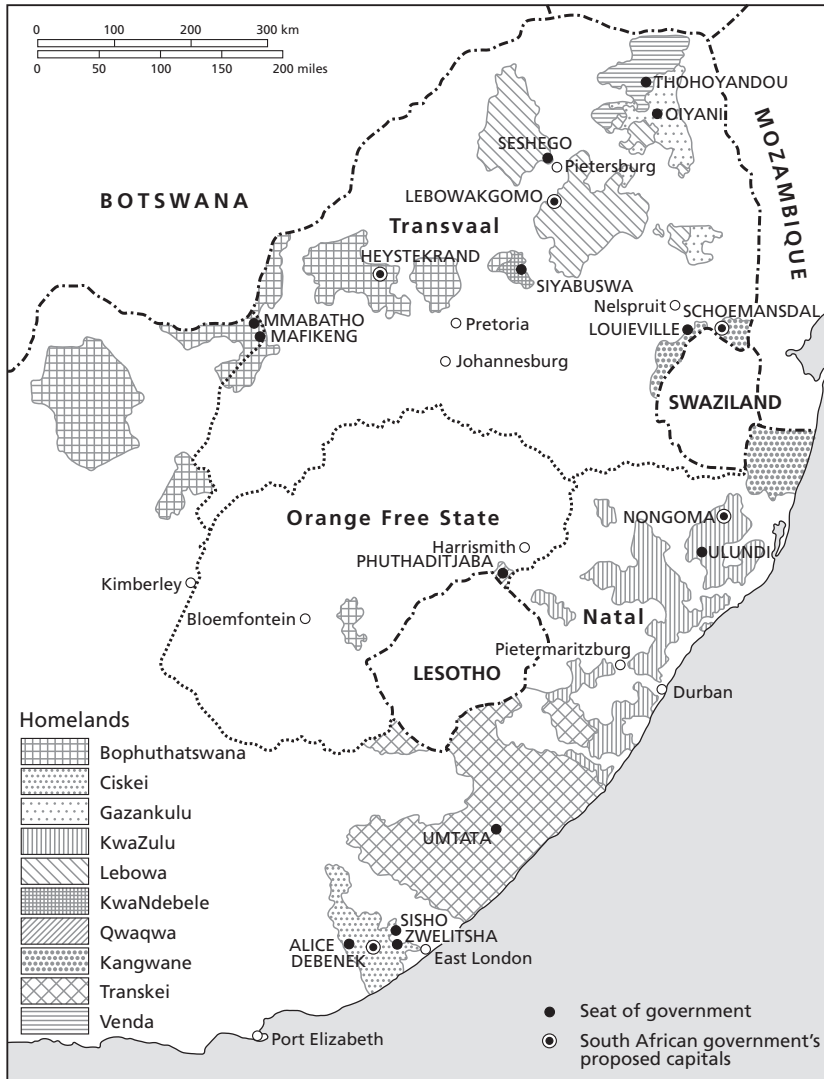 0 100 200 300 km
0 50 100 150 200 miles
THOHOYANDOU
OIYANI
SESHEGO
Pietersburg
MOZAMBIQUE
BOTSWANA
LEBOWAKGOMO
Transvaal
HEYSTEKRAND
SIYABUSWA
Nelspruit
SCHOEMANSDAL
MMABATHO
Pretoria
LOUIEVILLE
MAFIKENG
Johannesburg
SWAZILAND
Orange Free State
NONGOMA
Harrismith
ULUNDI
PHUTHADITJABA
Kimberley
Bloemfontein
Natal
Pietermaritzburg
LESOTHO
Durban
Homelands
Bophuthatswana
Ciskei
Gazankulu
KwaZulu
UMTATA
Lebowa
KwaNdebele
Qwaqwa
SISHO
Kangwane
ALICE
ZWELITSHA
DEBENEK
East London
Transkei
Venda
Seat of government
Port Elizabeth
South African government's
proposed capitals